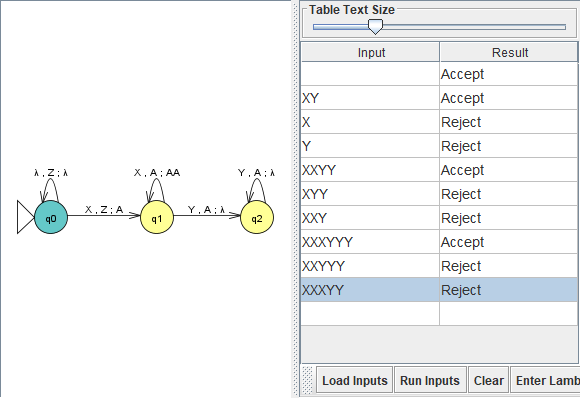 Table Text Size
Input Result
Accept
XY Accept
X Reject
Y Reject
XXYY Accept
XYY Reject
XXY Reject
XXXYYY Accept
XXYYY Reject
XXXYY Reject
λ , Z ; λ X , A ; AA Y , A ; λ
X , Z ; A Y , A ; λ
q0 q1 q2
Load Inputs Run Inputs Clear Enter Lamb